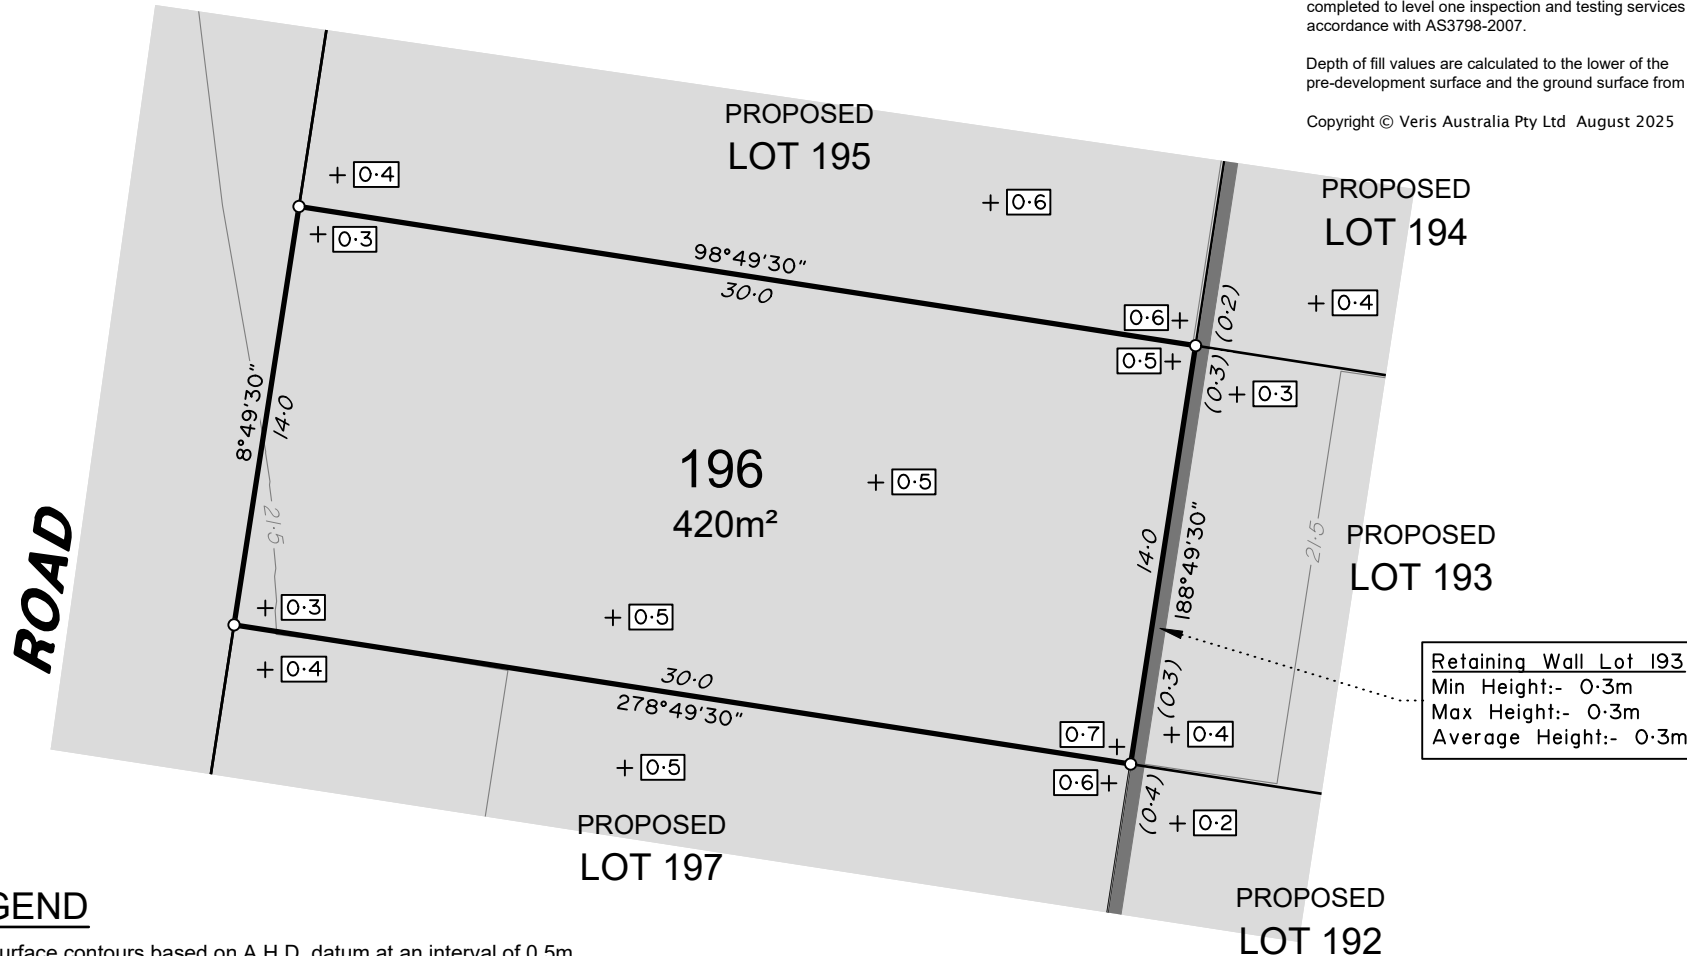 completed to level one inspection and testing services
accordance with AS3798-2007.
Depth of fill values are calculated to the lower of the
pre-development surface and the ground surface from
Copyright © Veris Australia Pty Ltd August 2025
PROPOSED
LOT 195
PROPOSED
LOT 194
0·4
0·6
0·3
98°49'30"
30·0
0·6
(0·2)
0·4
0·5
(0·3)
0·3
8°49'30"
14·0
196
420m²
0·5
21·5
ROAD
14·0
188°49'30"
21·5
PROPOSED
LOT 193
0·3
0·5
0·4
30·0
278°49'30"
(0·3)
Retaining Wall Lot 193
Min Height:- 0·3m
Max Height:- 0·3m
Average Height:- 0·3m
0·7
0·4
0·5
0·6
(0·4)
0·2
PROPOSED
LOT 197
PROPOSED
LOT 192
GEND
urface contours based on A.H.D. datum at an interval of 0.5m